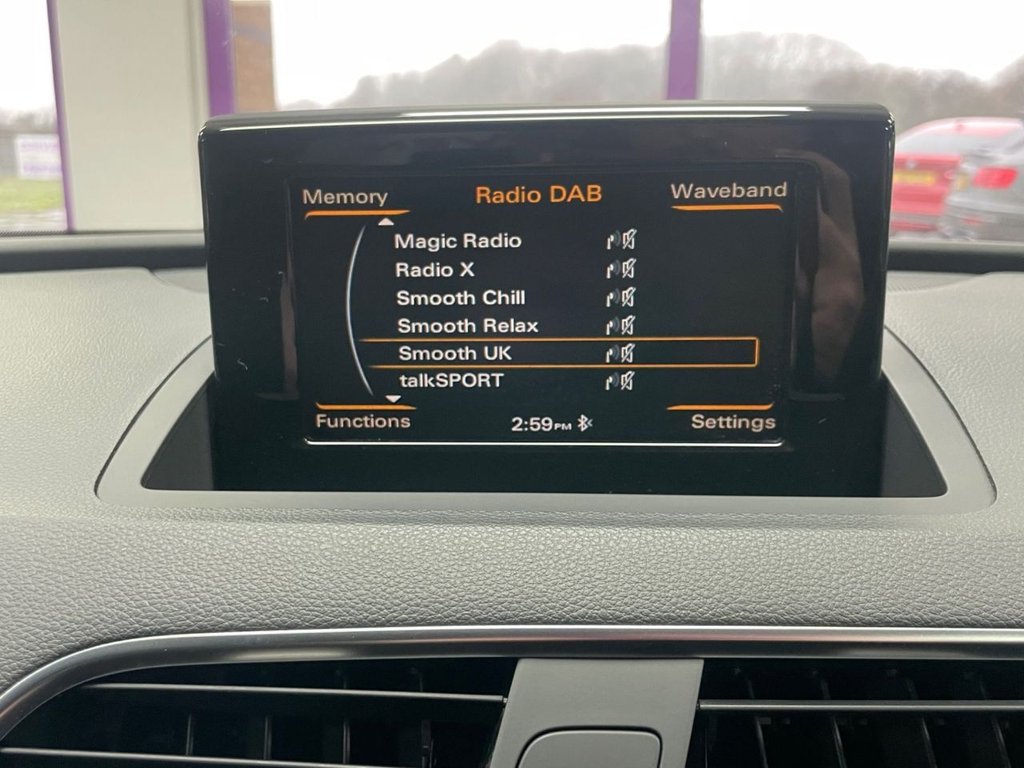 Memory Radio DAB Waveband
Magic Radio
Radio X
Smooth Chill
Smooth Relax
Smooth UK
talkSPORT
Functions 2:59PM Settings